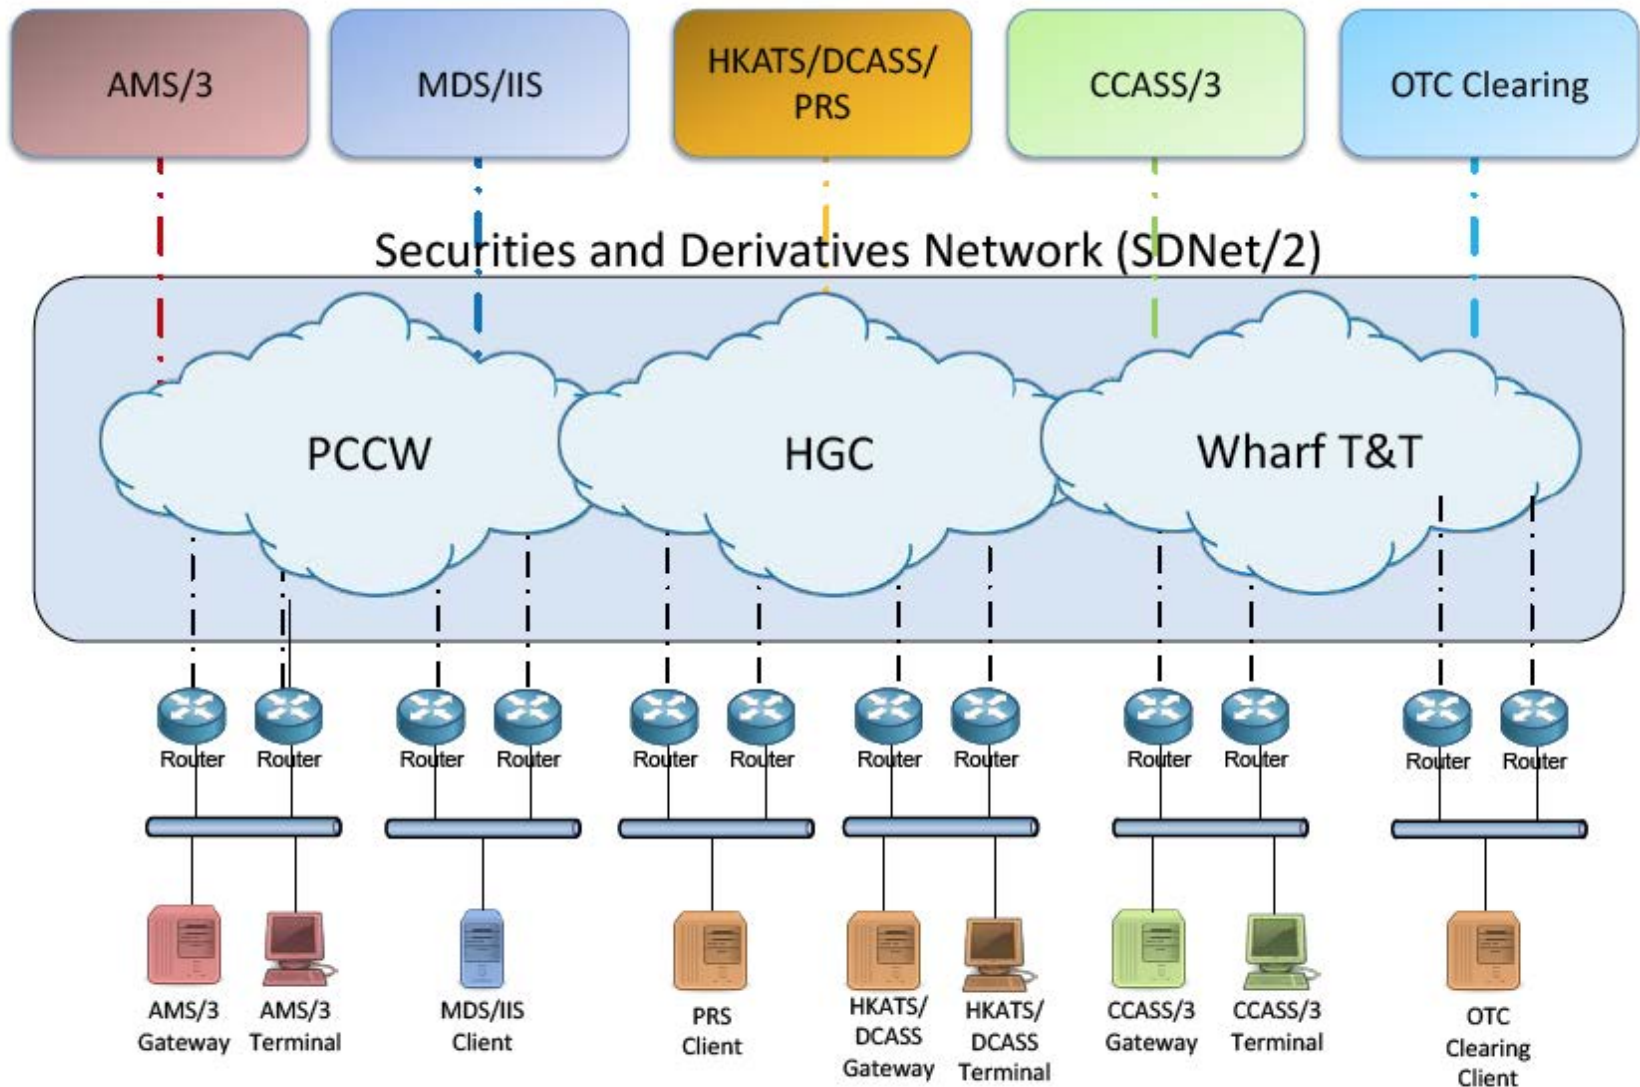 AMS/3
MDS/IIS
HKATS/DCASS/
PRS
CCASS/3
OTC Clearing
Securities and Derivatives Network (SDNet/2)
PCCW
HGC
Wharf T&T
Router
Router
Router
Router
Router
Router
Router
Router
Router
Router
Router
Router
AMS/3
Gateway
AMS/3
Terminal
MDS/IIS
Client
PRS
Client
HKATS/
DCASS
Gateway
HKATS/
DCASS
Terminal
CCASS/3
Gateway
CCASS/3
Terminal
OTC
Clearing
Client